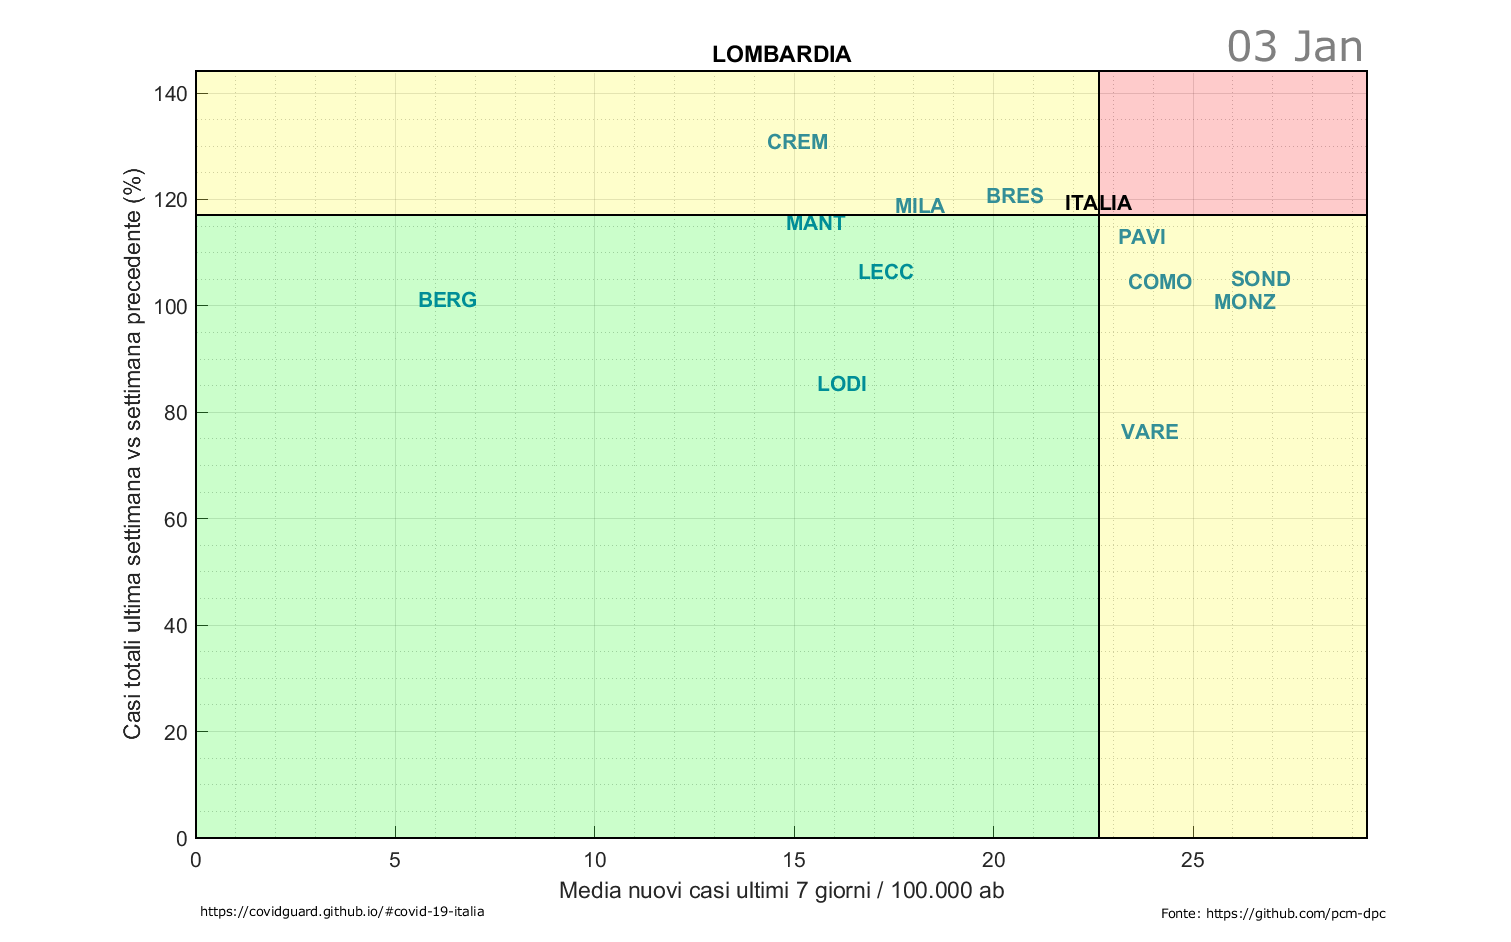 03 Jan
LOMBARDIA
140
120
100
80
60
40
20
0
Casi totali ultima settimana vs settimana precedente (%)
CREM
BRES
MILA
ITALIA
MANT
PAVI
LECC
COMO
SOND
MONZ
BERG
LODI
VARE
0 5 10 15 20 25
Media nuovi casi ultimi 7 giorni / 100.000 ab
https://covidguard.github.io/#covid-19-italia
Fonte: https://github.com/pcm-dpc